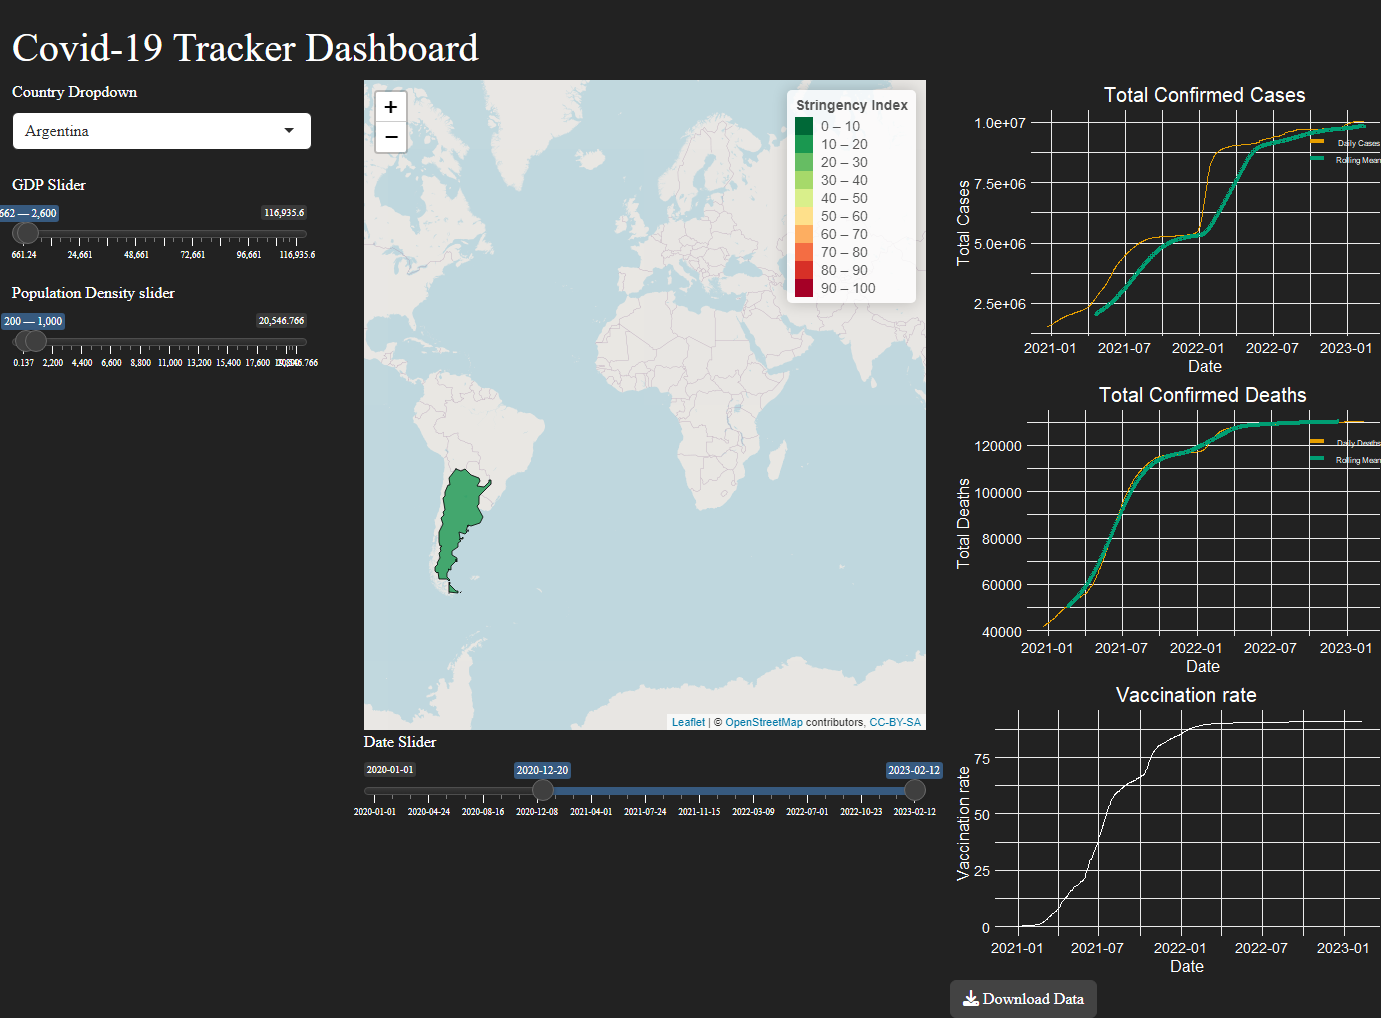 Covid-19 Tracker Dashboard
Country Dropdown
Argentina
GDP Slider
662 — 2,600
116,935.6
661.24 24,661 48,661 72,661 96,661 116,935.6
Population Density slider
200 — 1,000
20,546.766
0.137 2,200 4,400 6,600 8,800 11,000 13,200 15,400 17,600
+
−
Stringency Index
0 – 10
10 – 20
20 – 30
30 – 40
40 – 50
50 – 60
60 – 70
70 – 80
80 – 90
90 – 100
Leaflet | © OpenStreetMap contributors, CC-BY-SA
Date Slider
2020-01-01
2020-12-20
2023-02-12
2020-01-01 2020-04-24 2020-08-16 2020-12-08 2021-04-01 2021-07-24 2021-11-15 2022-03-09 2022-07-01 2022-10-23 2023-02-12
Total Confirmed Cases
Total Cases
1.0e+07
7.5e+06
5.0e+06
2.5e+06
Daily Cases
Rolling Mean
2021-01 2021-07 2022-01 2022-07 2023-01
Date
Total Confirmed Deaths
Total Deaths
120000
100000
80000
60000
40000
Daily Deaths
Rolling Mean
2021-01 2021-07 2022-01 2022-07 2023-01
Date
Vaccination rate
Vaccination rate
75
50
25
0
2021-01 2021-07 2022-01 2022-07 2023-01
Date
Download Data